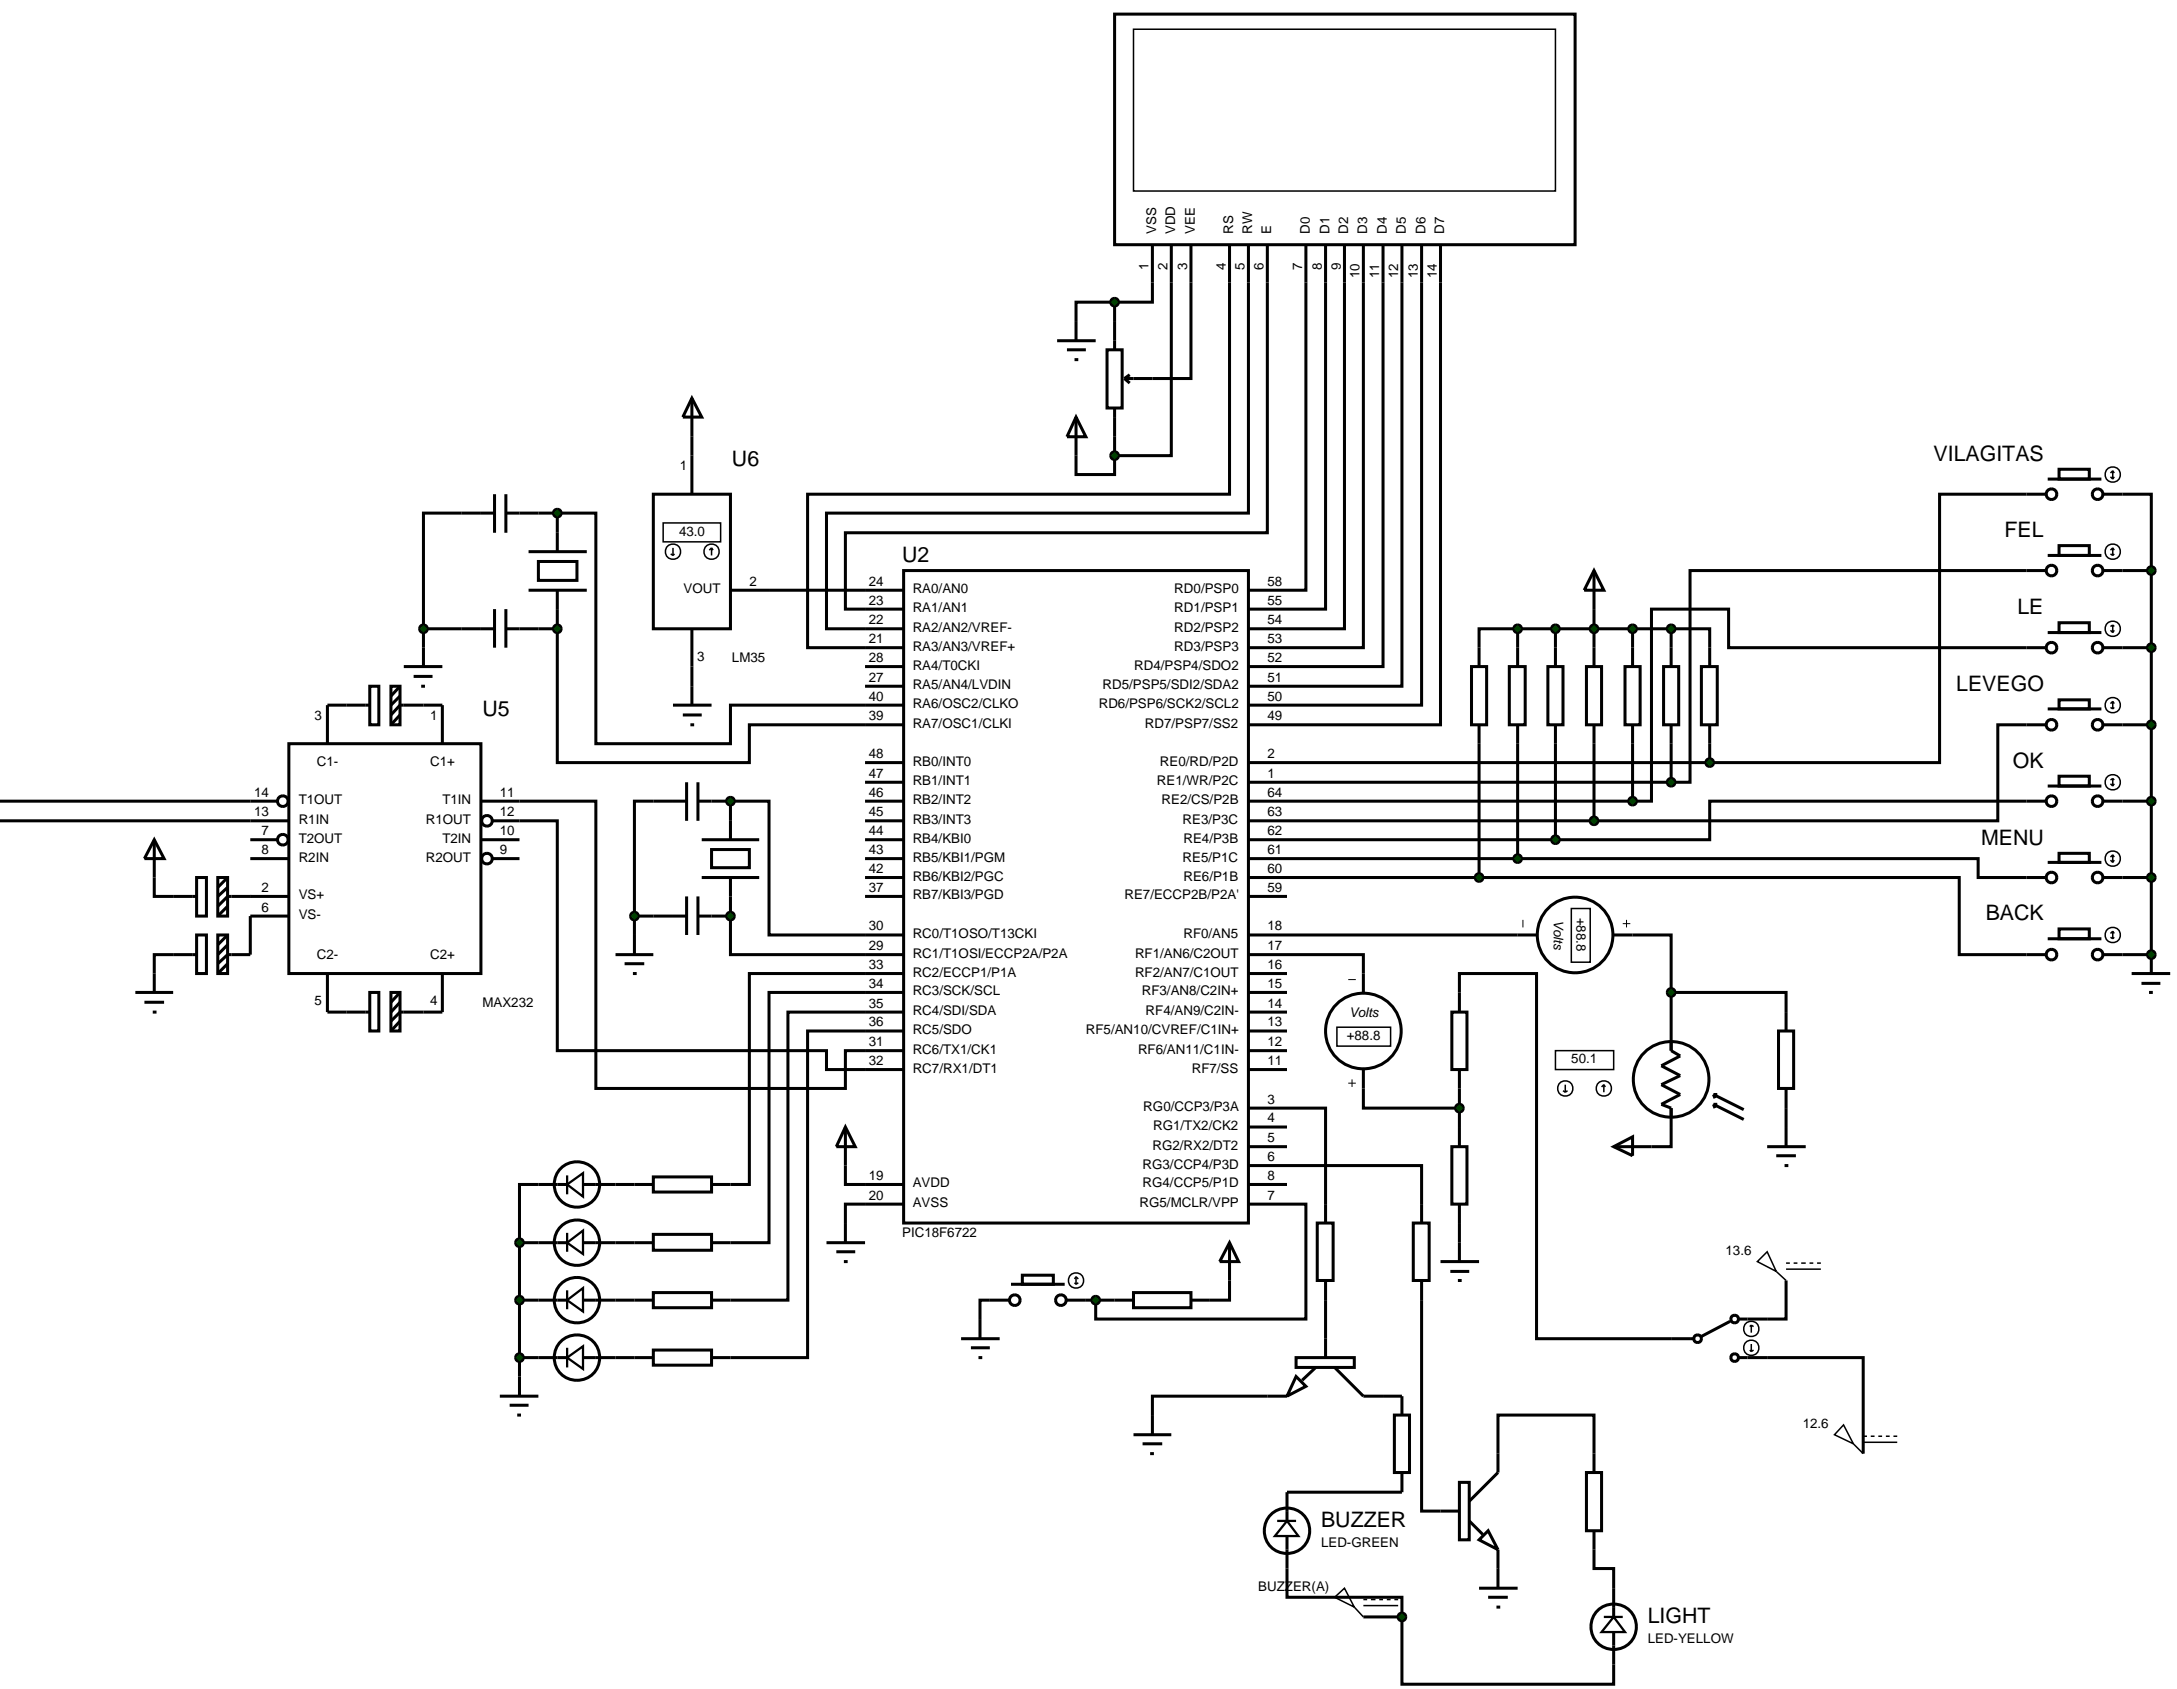 VSS
VDD
VEE
RS
RW
E
D0
D1
D2
D3
D4
D5
D6
D7
1
2
3
4
5
6
7
8
9
10
11
12
13
14
U6
1
43.0
VOUT
2
3
LM35
VILAGITAS
FEL
LE
LEVEGO
OK
MENU
BACK
U5
3
1
C1-
C1+
14
T1OUT
T1IN
11
13
R1IN
R1OUT
12
7
T2OUT
T2IN
10
8
R2IN
R2OUT
9
2
VS+
6
VS-
C2-
C2+
5
4
MAX232
U2
24
RA0/AN0
RD0/PSP0
58
23
RA1/AN1
RD1/PSP1
55
22
RA2/AN2/VREF-
RD2/PSP2
54
21
RA3/AN3/VREF+
RD3/PSP3
53
28
RA4/T0CKI
RD4/PSP4/SDO2
52
27
RA5/AN4/LVDIN
RD5/PSP5/SDI2/SDA2
51
40
RA6/OSC2/CLKO
RD6/PSP6/SCK2/SCL2
50
39
RA7/OSC1/CLKI
RD7/PSP7/SS2
49
48
RB0/INT0
RE0/RD/P2D
2
47
RB1/INT1
RE1/WR/P2C
1
46
RB2/INT2
RE2/CS/P2B
64
45
RB3/INT3
RE3/P3C
63
44
RB4/KBI0
RE4/P3B
62
43
RB5/KBI1/PGM
RE5/P1C
61
42
RB6/KBI2/PGC
RE6/P1B
60
37
RB7/KBI3/PGD
RE7/ECCP2B/P2A'
59
30
RC0/T1OSO/T13CKI
RF0/AN5
18
29
RC1/T1OSI/ECCP2A/P2A
RF1/AN6/C2OUT
17
33
RC2/ECCP1/P1A
RF2/AN7/C1OUT
16
34
RC3/SCK/SCL
RF3/AN8/C2IN+
15
35
RC4/SDI/SDA
RF4/AN9/C2IN-
14
36
RC5/SDO
RF5/AN10/CVREF/C1IN+
13
31
RC6/TX1/CK1
RF6/AN11/C1IN-
12
32
RC7/RX1/DT1
RF7/SS
11
RG0/CCP3/P3A
3
RG1/TX2/CK2
4
RG2/RX2/DT2
5
RG3/CCP4/P3D
6
19
AVDD
RG4/CCP5/P1D
8
20
AVSS
RG5/MCLR/VPP
7
PIC18F6722
+88.8
Volts
- +
-
Volts
+88.8
+
50.1
13.6
12.6
BUZZER
LED-GREEN
BUZZER(A)
LIGHT
LED-YELLOW